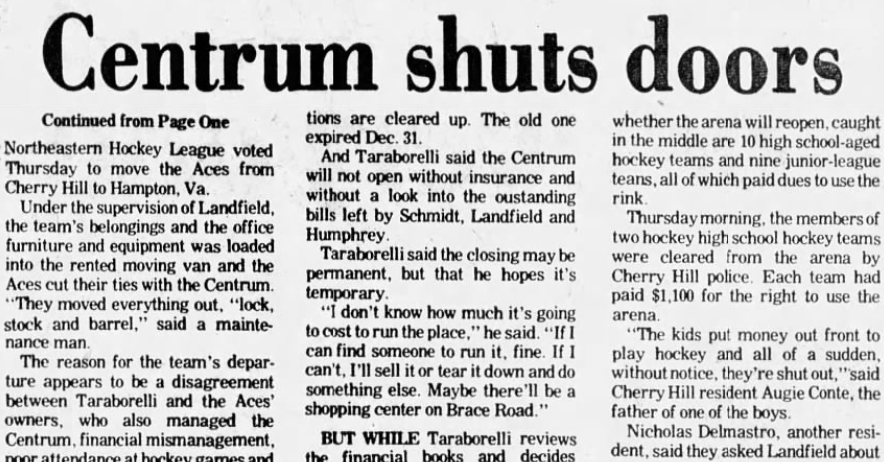 Centrum shuts doors
Continued from Page One
Northeastern Hockey League voted
Thursday to move the Aces from
Cherry Hill to Hampton, Va.
Under the supervision of Landfield,
the team's belongings and the office
furniture and equipment was loaded
into the rented moving van and the
Aces cut their ties with the Centrum.
"They moved everything out, "lock,
stock and barrel," said a mainte-
nance man.
The reason for the team's depar-
ture appears to be a disagreement
between Taraborelli and the Aces'
owners, who also managed the
Centrum, financial mismanagement,
poor attendance at hockey games and
tions are cleared up. The old one
expired Dec. 31.
And Taraborelli said the Centrum
will not open without insurance and
without a look into the oustanding
bills left by Schmidt, Landfield and
Humphrey.
Taraborelli said the closing may be
permanent, but that he hopes it's
temporary.
"I don't know how much it's going
to cost to run the place," he said. "If I
can find someone to run it, fine. If I
can't, I'll sell it or tear it down and do
something else. Maybe there'll be a
shopping center on Brace Road."
BUT WHILE Taraborelli reviews
the financial books and decides
whether the arena will reopen, caught
in the middle are 10 high school-aged
hockey teams and nine junior-league
teans, all of which paid dues to use the
rink.
Thursday morning, the members of
two hockey high school hockey teams
were cleared from the arena by
Cherry Hill police. Each team had
paid $1,100 for the right to use the
arena.
"The kids put money out front to
play hockey and all of a sudden,
without notice, they're shut out," said
Cherry Hill resident Augie Conte, the
father of one of the boys.
Nicholas Delmastro, another resi-
dent, said they asked Landfield about